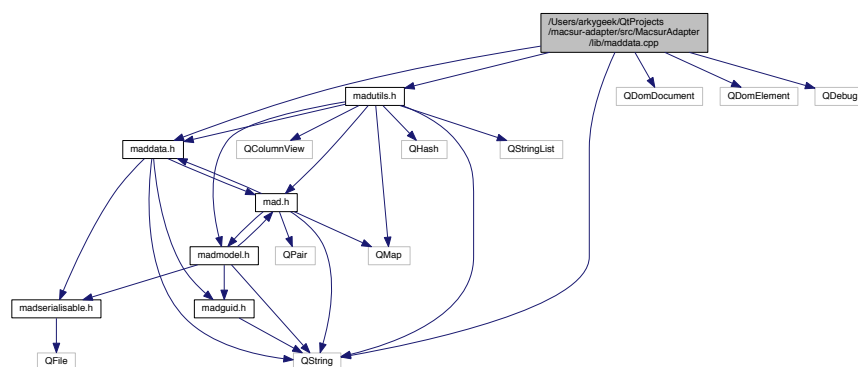 /Users/arkygeek/QtProjects
/macsur-adapter/src/MacsurAdapter
/lib/maddata.cpp
madutils.h
QDomDocument
QDomElement
QDebug
maddata.h
QColumnView
QHash
QStringList
mad.h
madmodel.h
QPair
QMap
madserialisable.h
madguid.h
QFile
QString